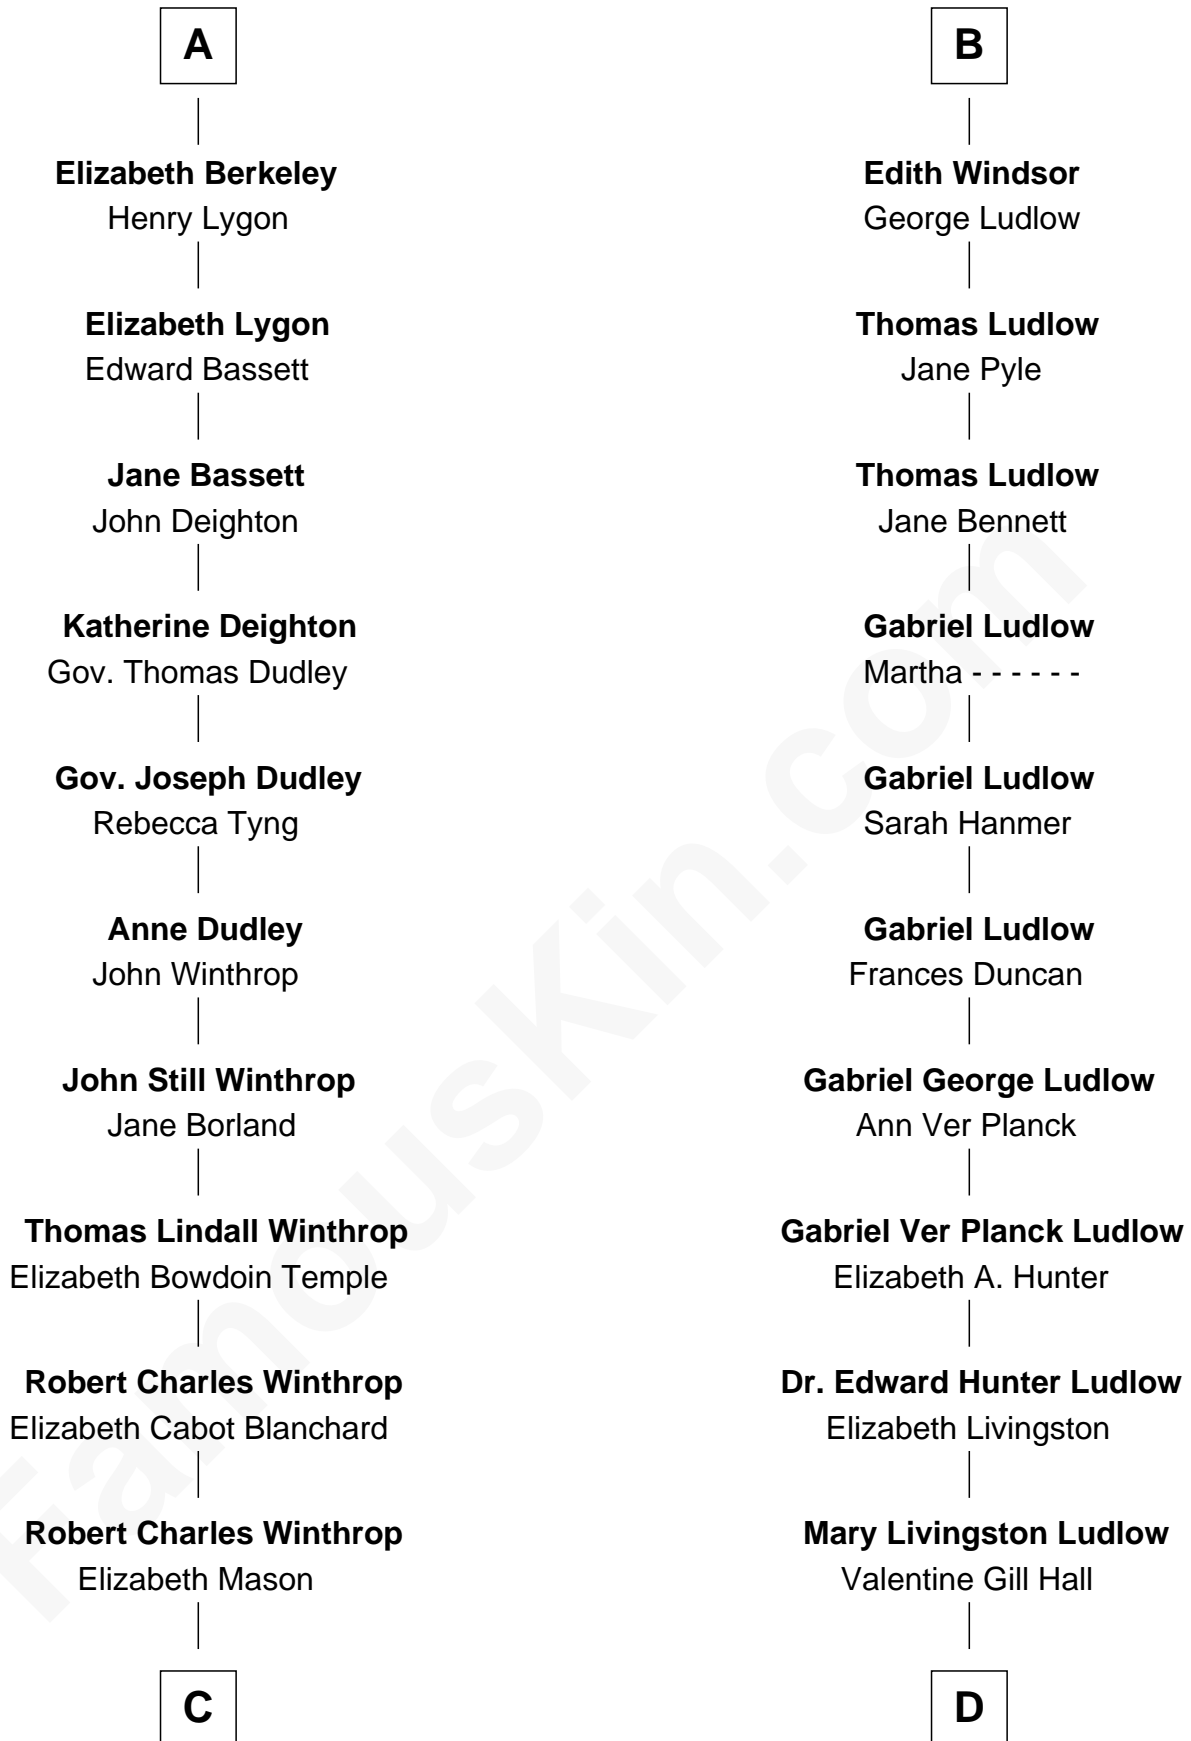 A
Elizabeth Berkeley
Henry Lygon
Elizabeth Lygon
Edward Bassett
Jane Bassett
John Deighton
Katherine Deighton
Gov. Thomas Dudley
Gov. Joseph Dudley
Rebecca Tyng
Anne Dudley
John Winthrop
John Still Winthrop
Jane Borland
Thomas Lindall Winthrop
Elizabeth Bowdoin Temple
Robert Charles Winthrop
Elizabeth Cabot Blanchard
Robert Charles Winthrop
Elizabeth Mason
C
B
Edith Windsor
George Ludlow
Thomas Ludlow
Jane Pyle
Thomas Ludlow
Jane Bennett
Gabriel Ludlow
Martha - - - - - -
Gabriel Ludlow
Sarah Hanmer
Gabriel Ludlow
Frances Duncan
Gabriel George Ludlow
Ann Ver Planck
Gabriel Ver Planck Ludlow
Elizabeth A. Hunter
Dr. Edward Hunter Ludlow
Elizabeth Livingston
Mary Livingston Ludlow
Valentine Gill Hall
D
FamousKin.com